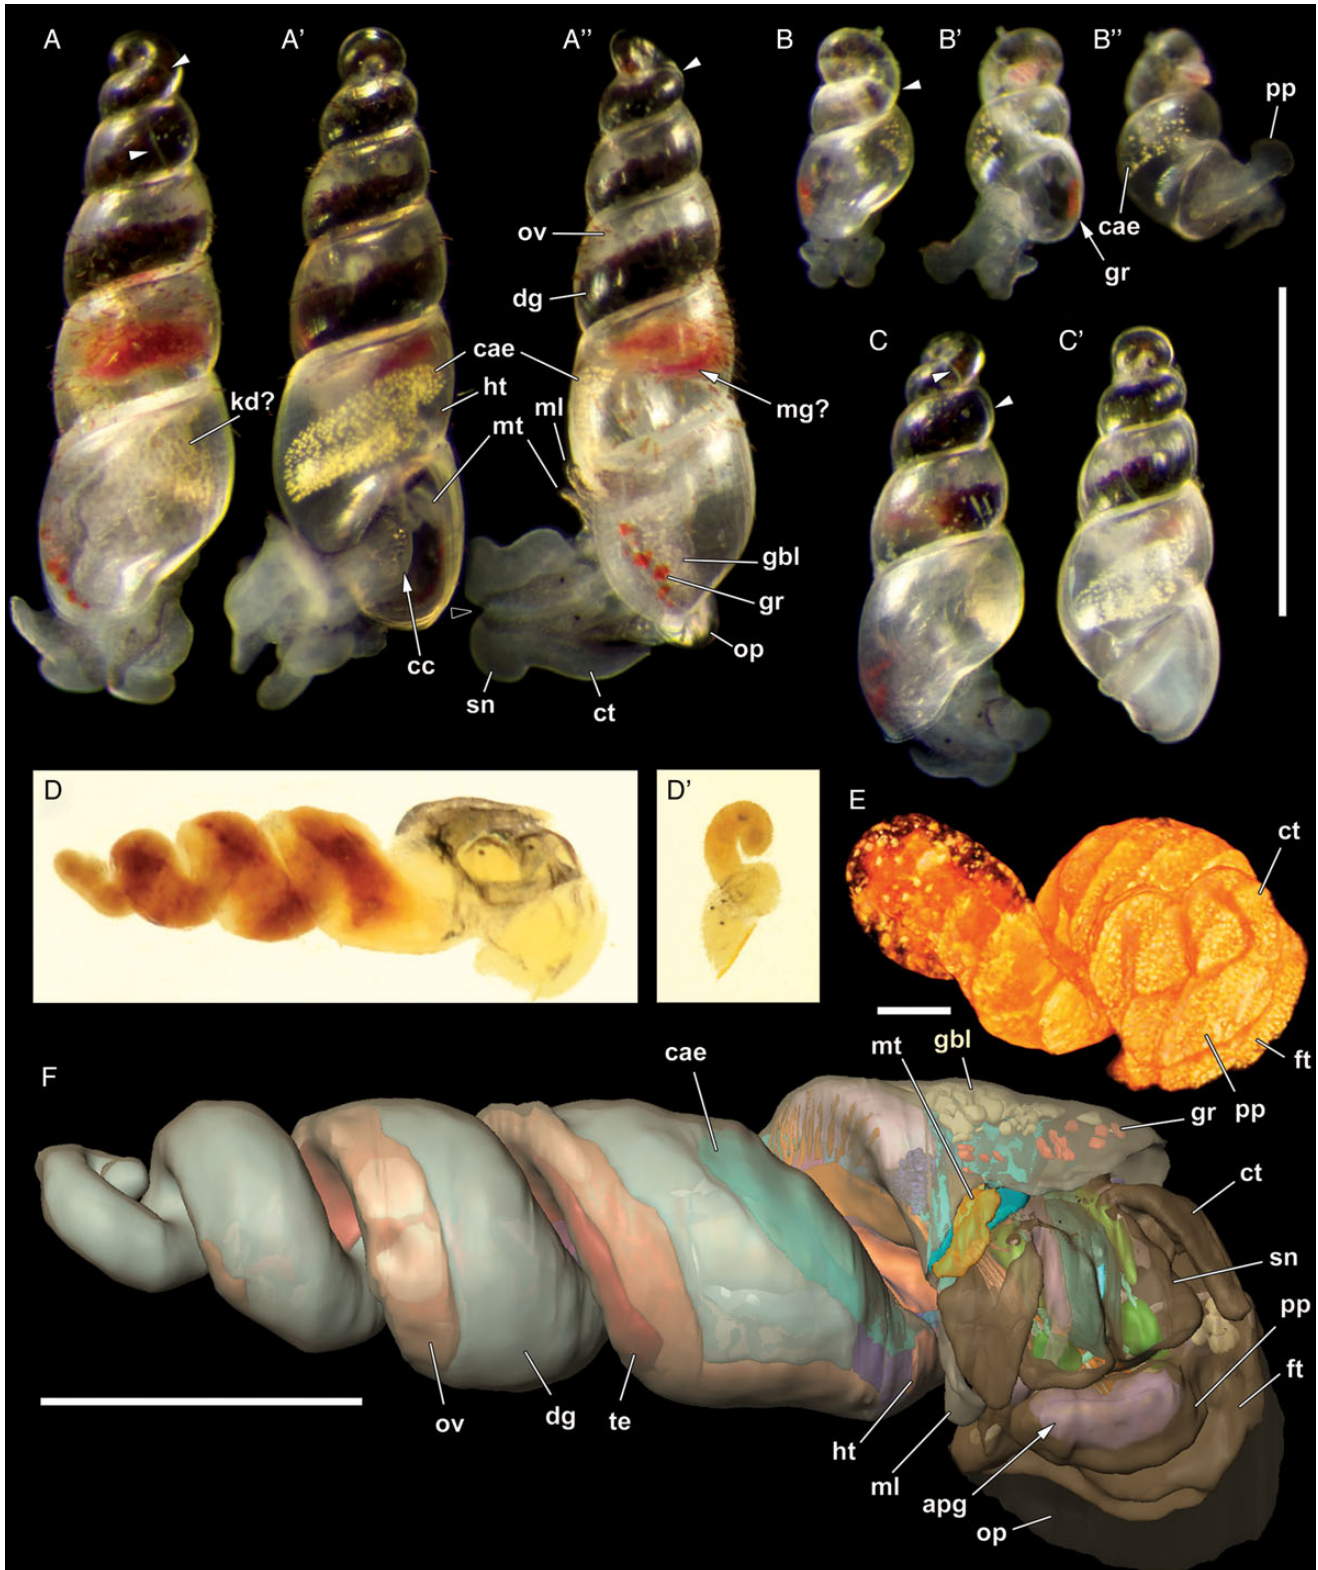 A A’ A’’ B B’ B’’
pp
ov
cae
dg
gr
C C’
cae
kd? ht
ml mg?
mt
gbl
gr
cc op
sn ct
D D’ E
ct
ft
mt gbl
cae
F gr pp
ct
sn
pp
ft
ov dg te
ht
ml
apg
op